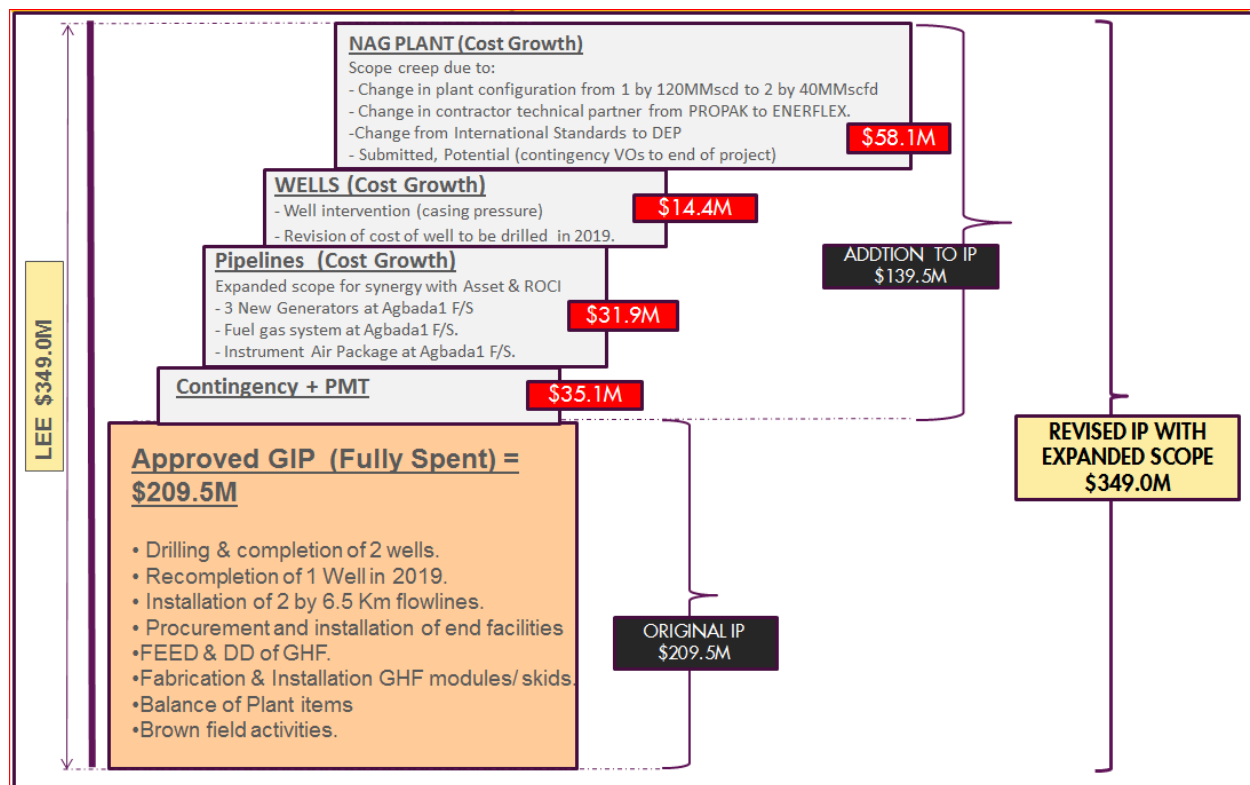 NAG PLANT (Cost Growth)
Scope creep due to:
- Change in plant configuration from 1 by 120MMscd to 2 by 40MMscfd
- Change in contractor technical partner from PROPAK to ENERFLEX.
-Change from International Standards to DEP
- Submitted, Potential (contingency VOs to end of project)
$58.1M
WELLS (Cost Growth)
- Well intervention (casing pressure)
- Revision of cost of well to be drilled in 2019.
$14.4M
Pipelines (Cost Growth)
Expanded scope for synergy with Asset & ROCI
- 3 New Generators at Agbada1 F/S
- Fuel gas system at Agbada1 F/S.
- Instrument Air Package at Agbada1 F/S.
$31.9M
Contingency + PMT
$35.1M
Approved GIP (Fully Spent) =
$209.5M
• Drilling & completion of 2 wells.
• Recompletion of 1 Well in 2019.
• Installation of 2 by 6.5 Km flowlines.
• Procurement and installation of end facilities
•FEED & DD of GHF.
•Fabrication & Installation GHF modules/ skids.
•Balance of Plant items
•Brown field activities.
LEE $349.0M
ADDTION TO IP
$139.5M
ORIGINAL IP
$209.5M
REVISED IP WITH
EXPANDED SCOPE
$349.0M